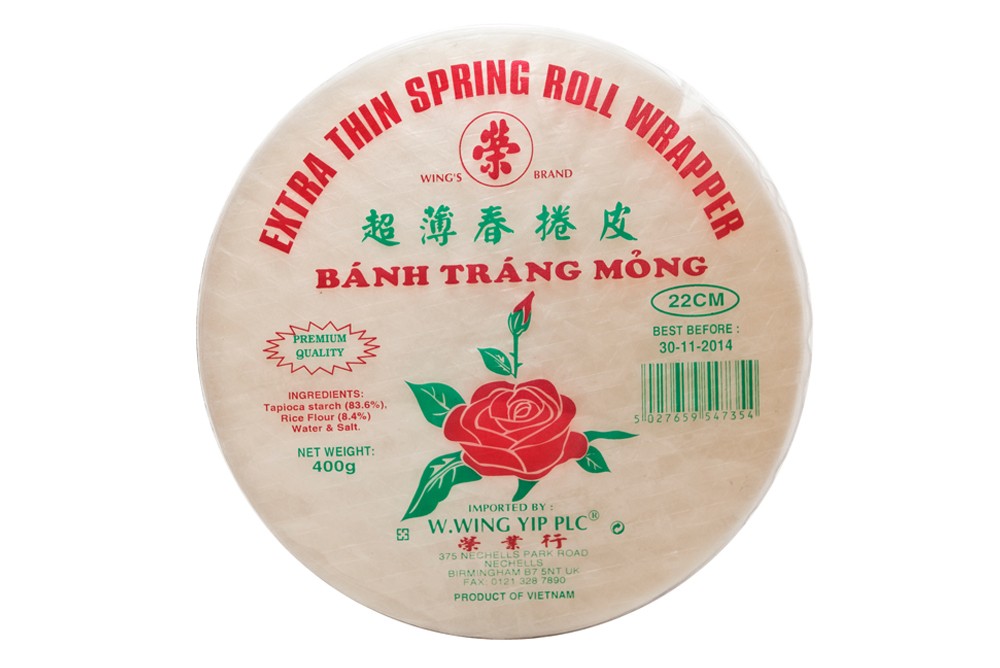 EXTRA THIN SPRING ROLL WRAPPER
榮
WING'S BRAND
超薄春捲皮
BÁNH TRÁNG MỎNG
22CM
BEST BEFORE :
30-11-2014
5 027659 547354
PREMIUM
QUALITY
INGREDIENTS:
Tapioca starch (83.6%),
Rice Flour (8.4%)
Water & Salt.
NET WEIGHT:
400g
IMPORTED BY :
W.WING YIP PLC®
榮業行
375 NECHELLS PARK ROAD
NECHELLS
BIRMINGHAM B7 5NT UK
FAX: 0121 328 7890
PRODUCT OF VIETNAM